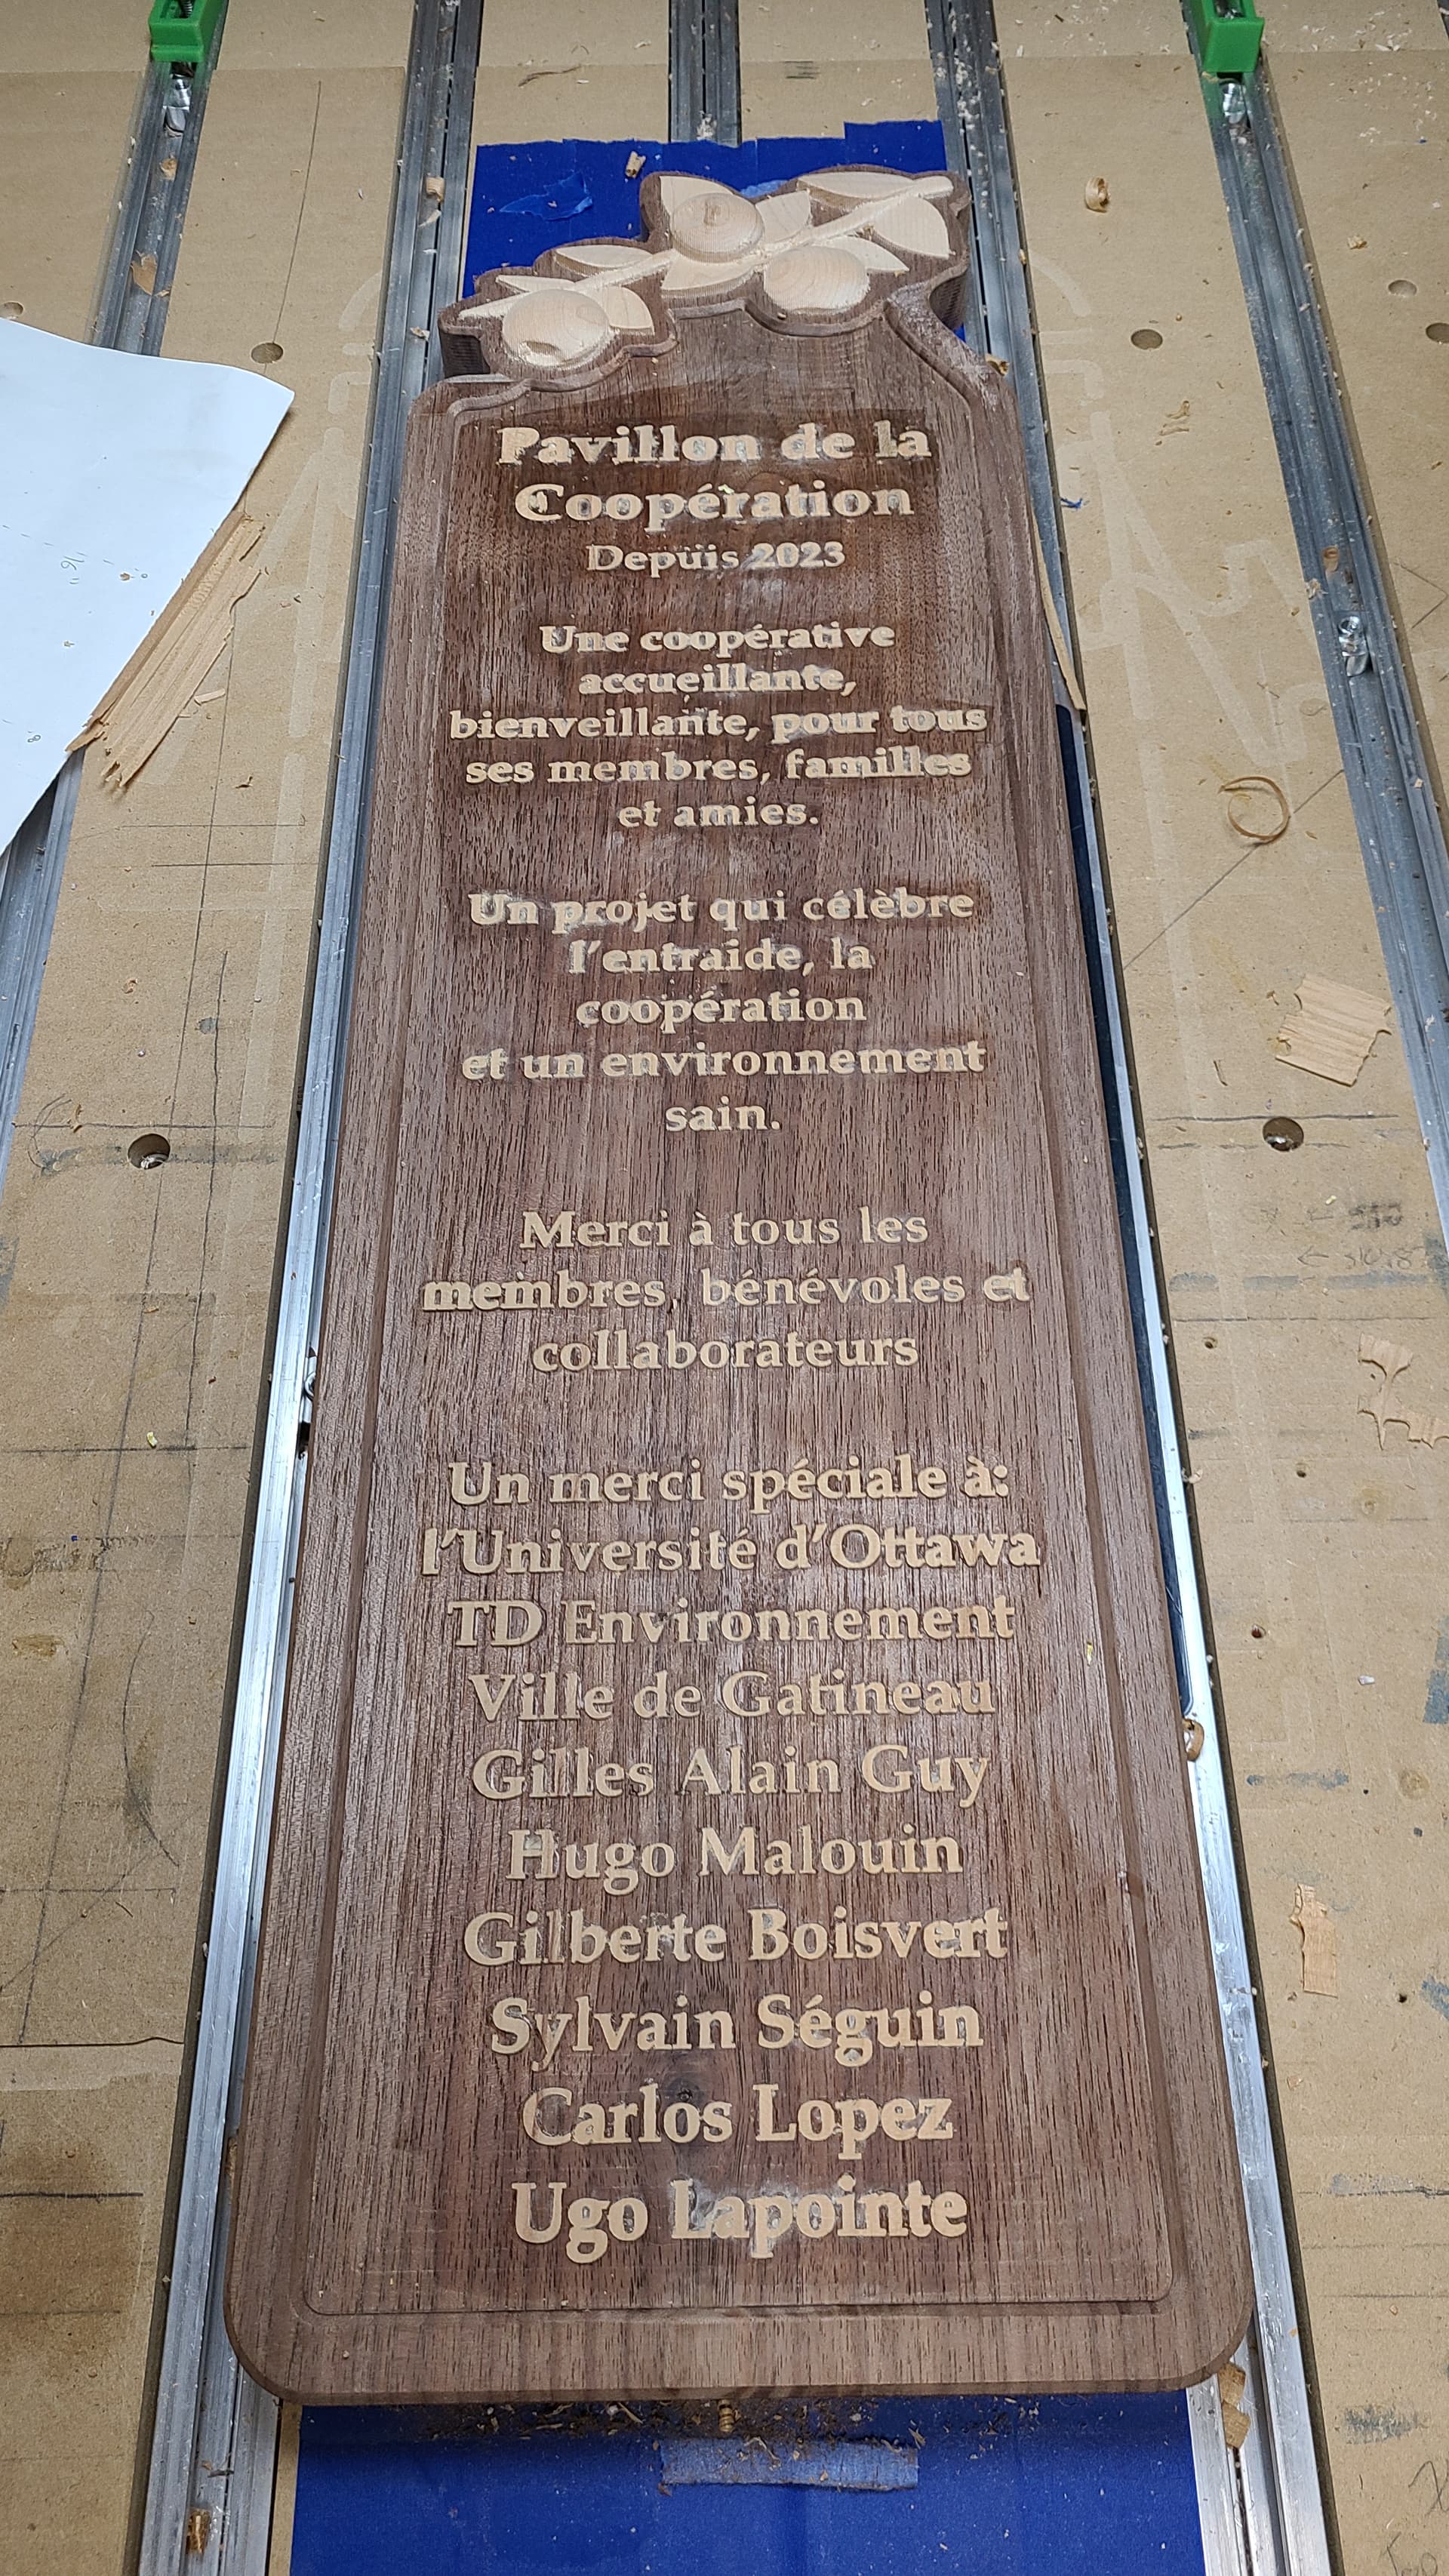 Pavillon de la
Coopération
Depuis 2023
Une coopérative
accueillante,
bienveillante, pour tous
ses membres, familles
et amies.
Un projet qui célèbre
l'entraide, la
coopération
et un environnement
sain.
Merci à tous les
membres, bénévoles et
collaborateurs
Un merci spéciale à:
l'Université d'Ottawa
TD Environnement
Ville de Gatineau
Gilles Alain Guy
Hugo Malouin
Gilberte Boisvert
Sylvain Séguin
Carlos Lopez
Ugo Lapointe